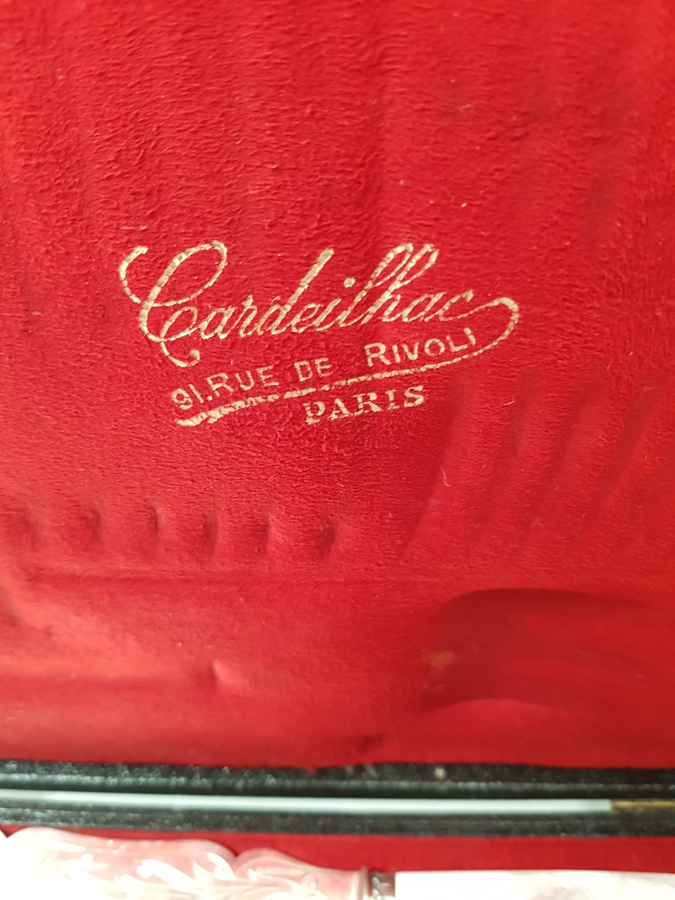 Cardeilhac
91.RUE DE RIVOLI
PARIS